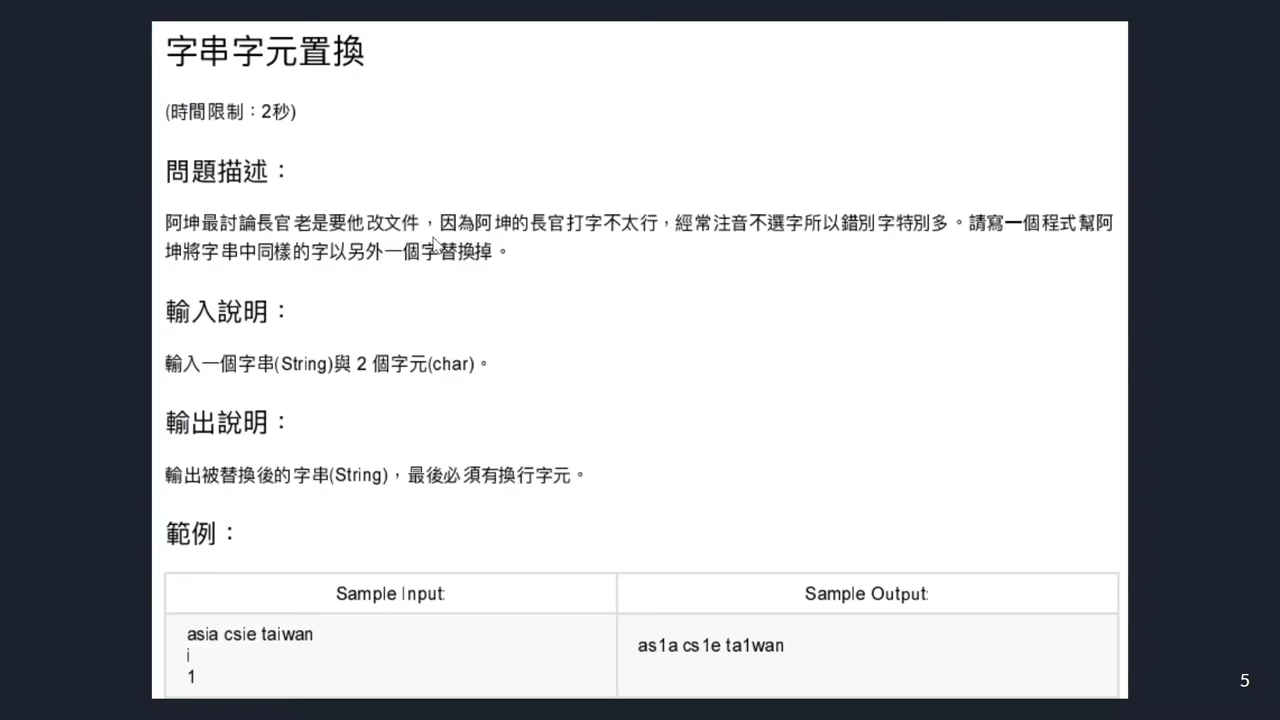 字串字元置換
(時間限制：2秒)
問題描述：
阿坤最討論長官老是要他改文件，因為阿坤的長官打字不太行，經常注音不選字所以錯別字特別多。請寫一個程式幫阿
坤將字串中同樣的字以另外一個字替換掉。
輸入說明：
輸入一個字串(String)與 2 個字元(char)。
輸出說明：
輸出被替換後的字串(String)，最後必須有換行字元。
範例：
Sample Input:
Sample Output:
asia csie taiwan
i
1
as1a cs1e ta1wan
5